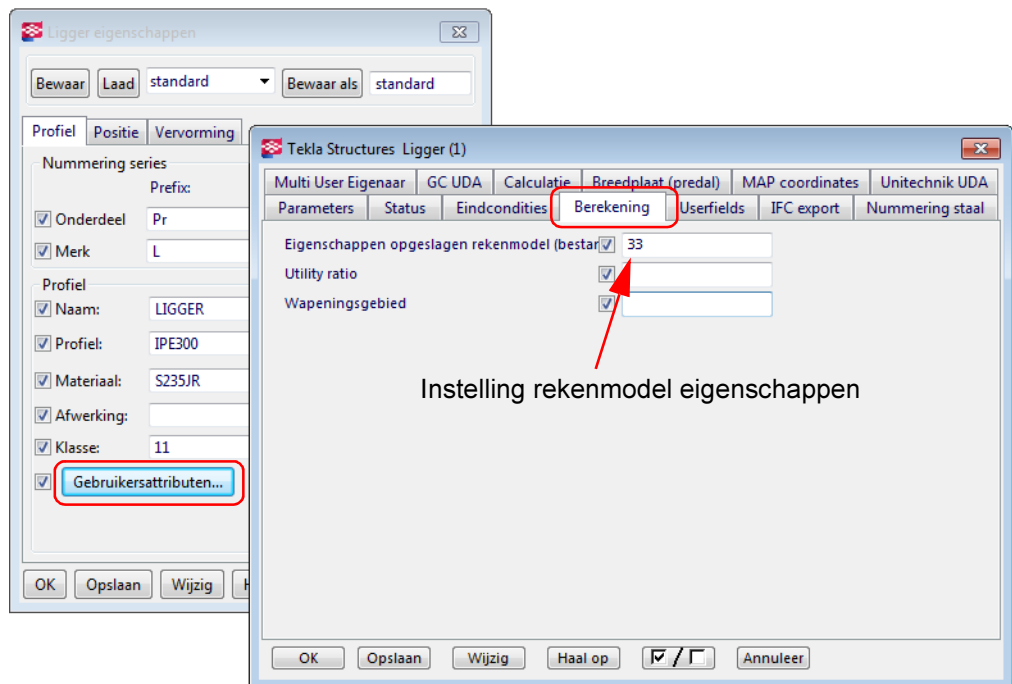 Ligger eigenschappen
Bewaar Laad standard Bewaar als standard
Profiel Positie Vervorming
Nummering series
Prefix:
Onderdeel Pr
Merk L
Profiel
Naam: LIGGER
Profiel: IPE300
Materiaal: S235JR
Afwerking:
Klasse: 11
Gebruikersattributen...
OK Opslaan Wijzig H
Tekla Structures Ligger (1)
Multi User Eigenaar GC UDA Calculatie Breedplaat (predal) MAP coordinates Unitechnik UDA
Parameters Status Eindcondities Berekening Userfields IFC export Nummering staal
Eigenschappen opgeslagen rekenmodel (bestar 33
Utility ratio
Wapeningsgebied
Instelling rekenmodel eigenschappen
OK Opslaan Wijzig Haal op / Annuleer